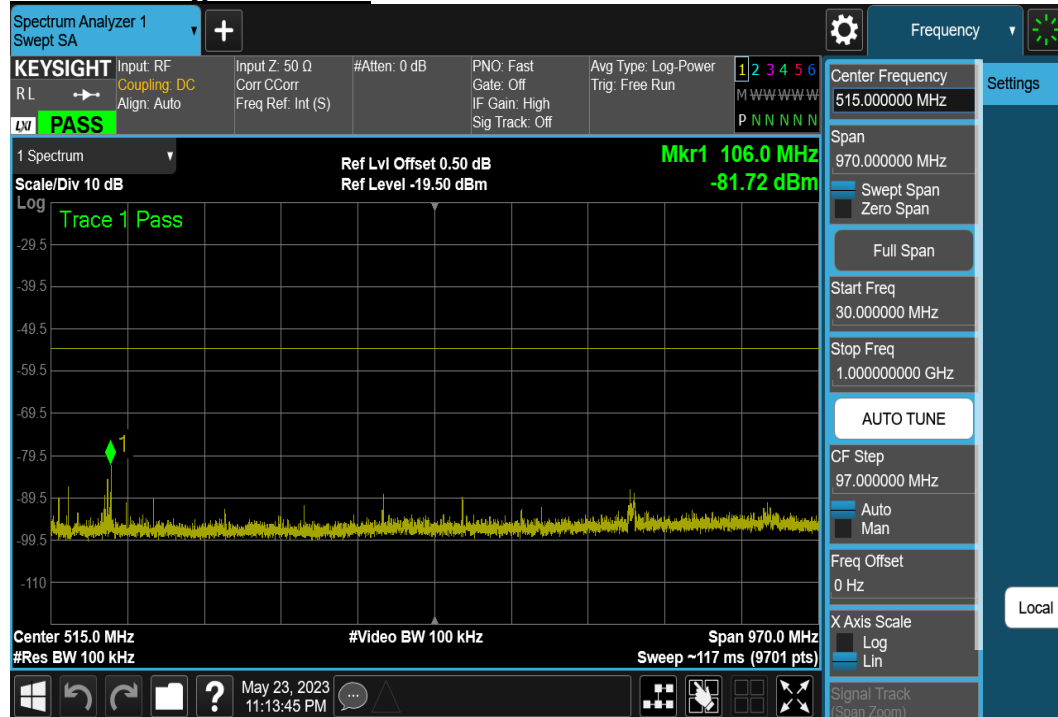 Spectrum Analyzer 1
Swept SA
+
Frequency
KEYSIGHT
RL
LXI
PASS
Input: RF
Coupling: DC
Align: Auto
Input Z: 50 Ω
Corr CCorr
Freq Ref: Int (S)
#Atten: 0 dB
PNO: Fast
Gate: Off
IF Gain: High
Sig Track: Off
Avg Type: Log-Power
Trig: Free Run
1 2 3 4 5 6
M W W W W W
P N N N N N
1 Spectrum
Scale/Div 10 dB
Ref Lvl Offset 0.50 dB
Ref Level -19.50 dBm
Mkr1 106.0 MHz
-81.72 dBm
Log
Trace 1 Pass
-29.5
-39.5
-49.5
-59.5
-69.5
1
-79.5
-89.5
-99.5
-110
Center 515.0 MHz
#Res BW 100 kHz
#Video BW 100 kHz
Span 970.0 MHz
Sweep ~117 ms (9701 pts)
?
May 23, 2023
11:13:45 PM
Center Frequency
515.000000 MHz
Span
970.000000 MHz
Swept Span
Zero Span
Full Span
Start Freq
30.000000 MHz
Stop Freq
1.000000000 GHz
AUTO TUNE
CF Step
97.000000 MHz
Auto
Man
Freq Offset
0 Hz
X Axis Scale
Log
Lin
Signal Track
(Span Zoom)
Settings
Local